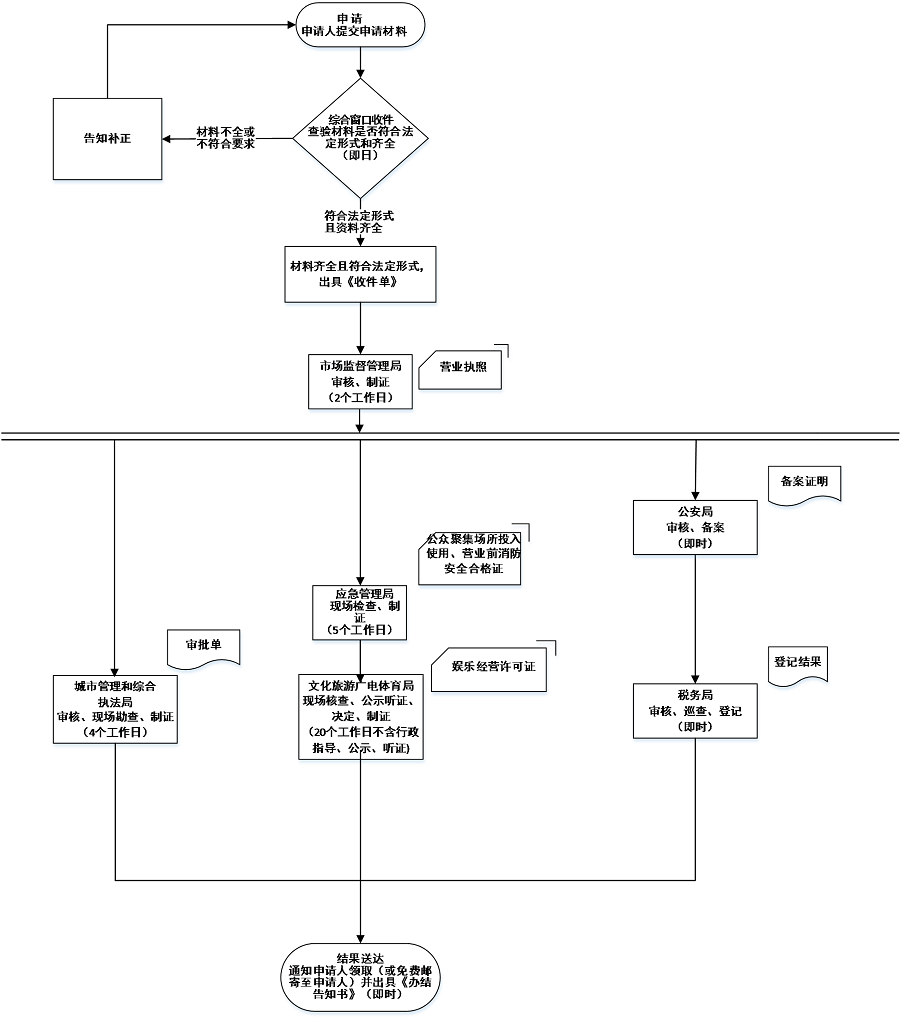 申请
申请人提交申请材料
综合窗口收件
查验材料是否符合法
定形式和齐全
（即日）
材料不全或
不符合要求
告知补正
符合法定形式
且资料齐全
材料齐全且符合法定形式，
出具《收件单》
市场监督管理局
审核、制证
（2个工作日）
营业执照
备案证明
公安局
审核、备案
（即时）
公众聚集场所投入
使用、营业前消防
安全合格证
应急管理局
现场检查、制
证
（5个工作日）
审批单
城市管理和综合
执法局
审核、现场勘查、制证
（4个工作日）
娱乐经营许可证
文化旅游广电体育局
现场核查、公示听证、
决定、制证
（20个工作日不含行政
指导、公示、听证)
登记结果
税务局
审核、巡查、登记
（即时）
结果送达
通知申请人领取（或免费邮
寄至申请人）并出具《办结
告知书》（即时）